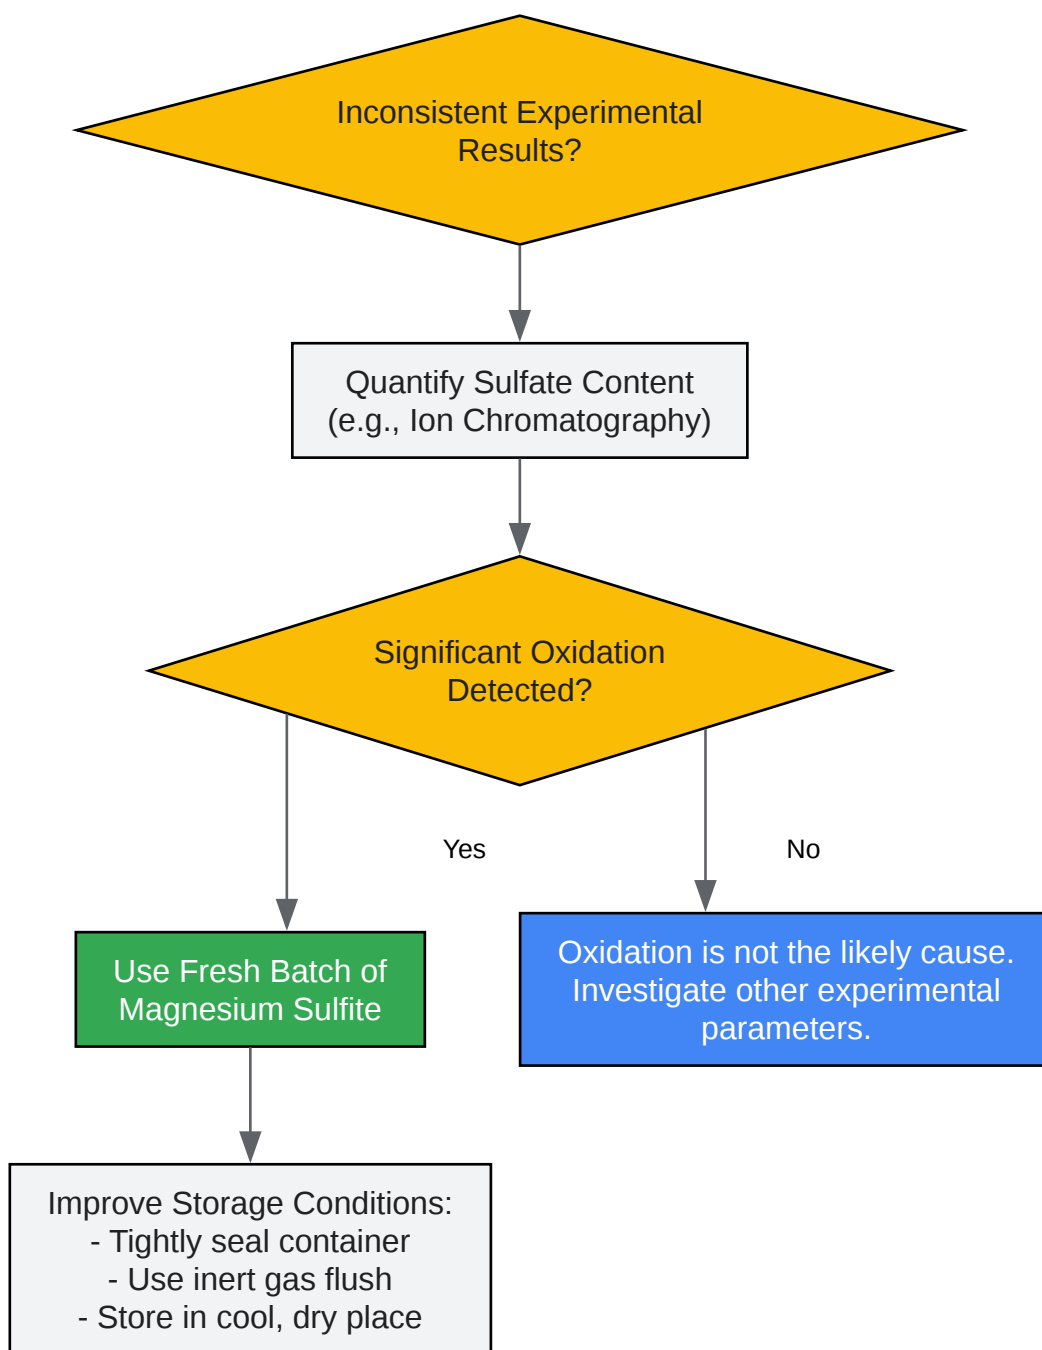 Inconsistent Experimental
Results?
Quantify Sulfate Content
(e.g., Ion Chromatography)
Significant Oxidation
Detected?
Yes
No
Use Fresh Batch of
Magnesium Sulfite
Oxidation is not the likely cause.
Investigate other experimental
parameters.
Improve Storage Conditions:
- Tightly seal container
- Use inert gas flush
- Store in cool, dry place